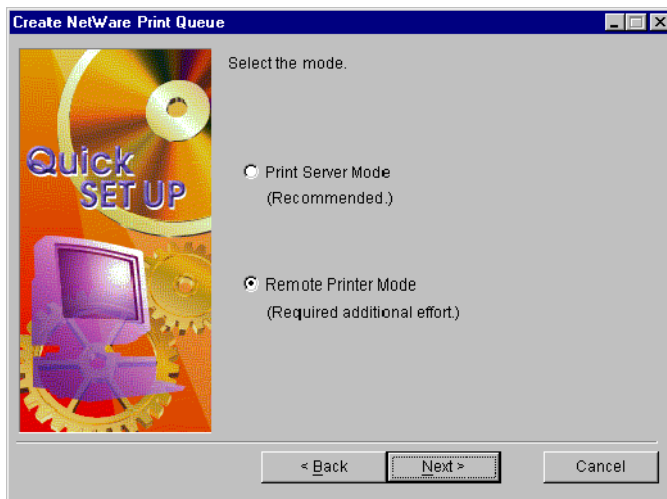 Create NetWare Print Queue
Select the mode.
Quick
SET UP
Print Server Mode
(Recommended.)
Remote Printer Mode
(Required additional effort.)
< Back
Next >
Cancel